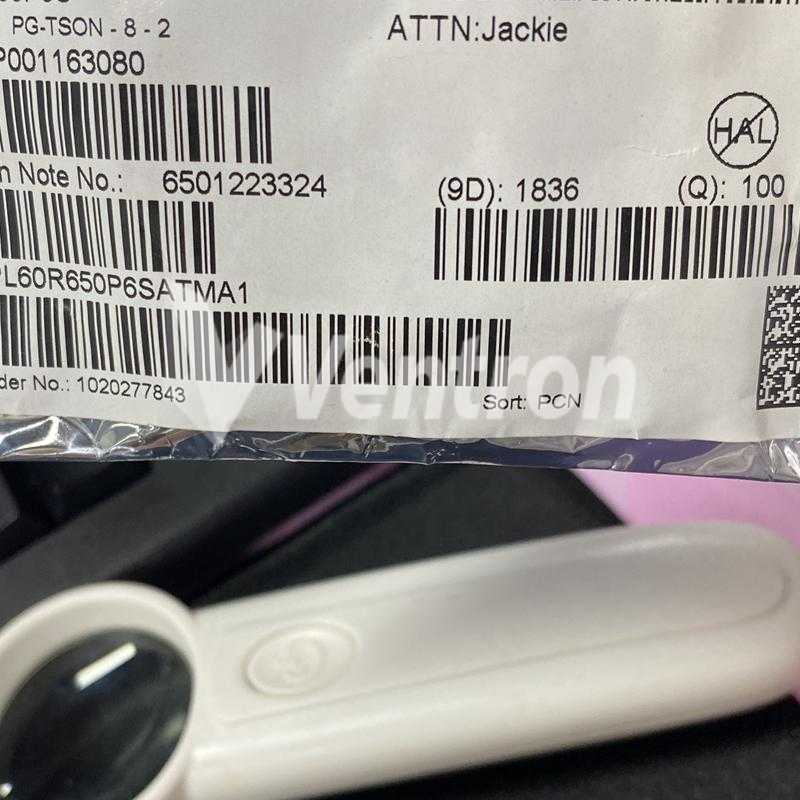 PG-TSON - 8 - 2
ATTN:Jackie
P001163080
HAL
n Note No.: 6501223324
(9D): 1836
(Q): 100
PL60R650P6SATMA1
der No.: 1020277843
Sort: PCN
Ventron